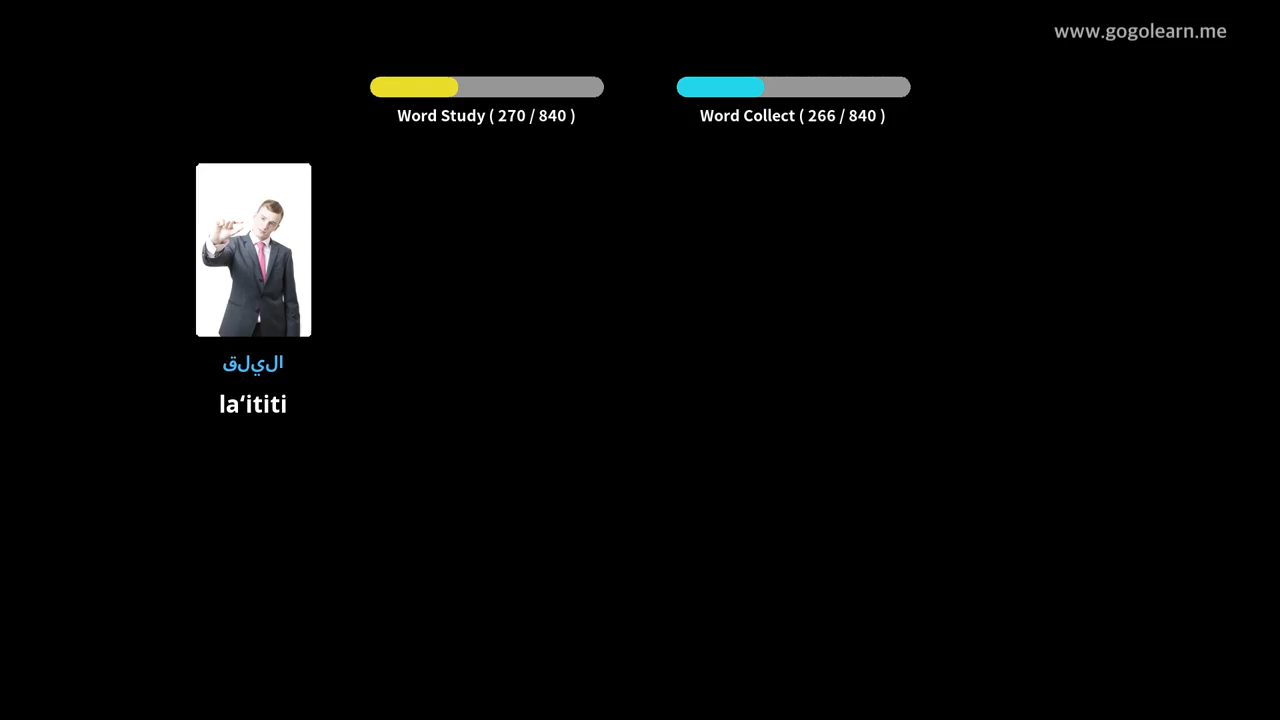 www.gogolearn.me
Word Study ( 270 / 840 )
Word Collect ( 266 / 840 )
اليلق
la‘ititi